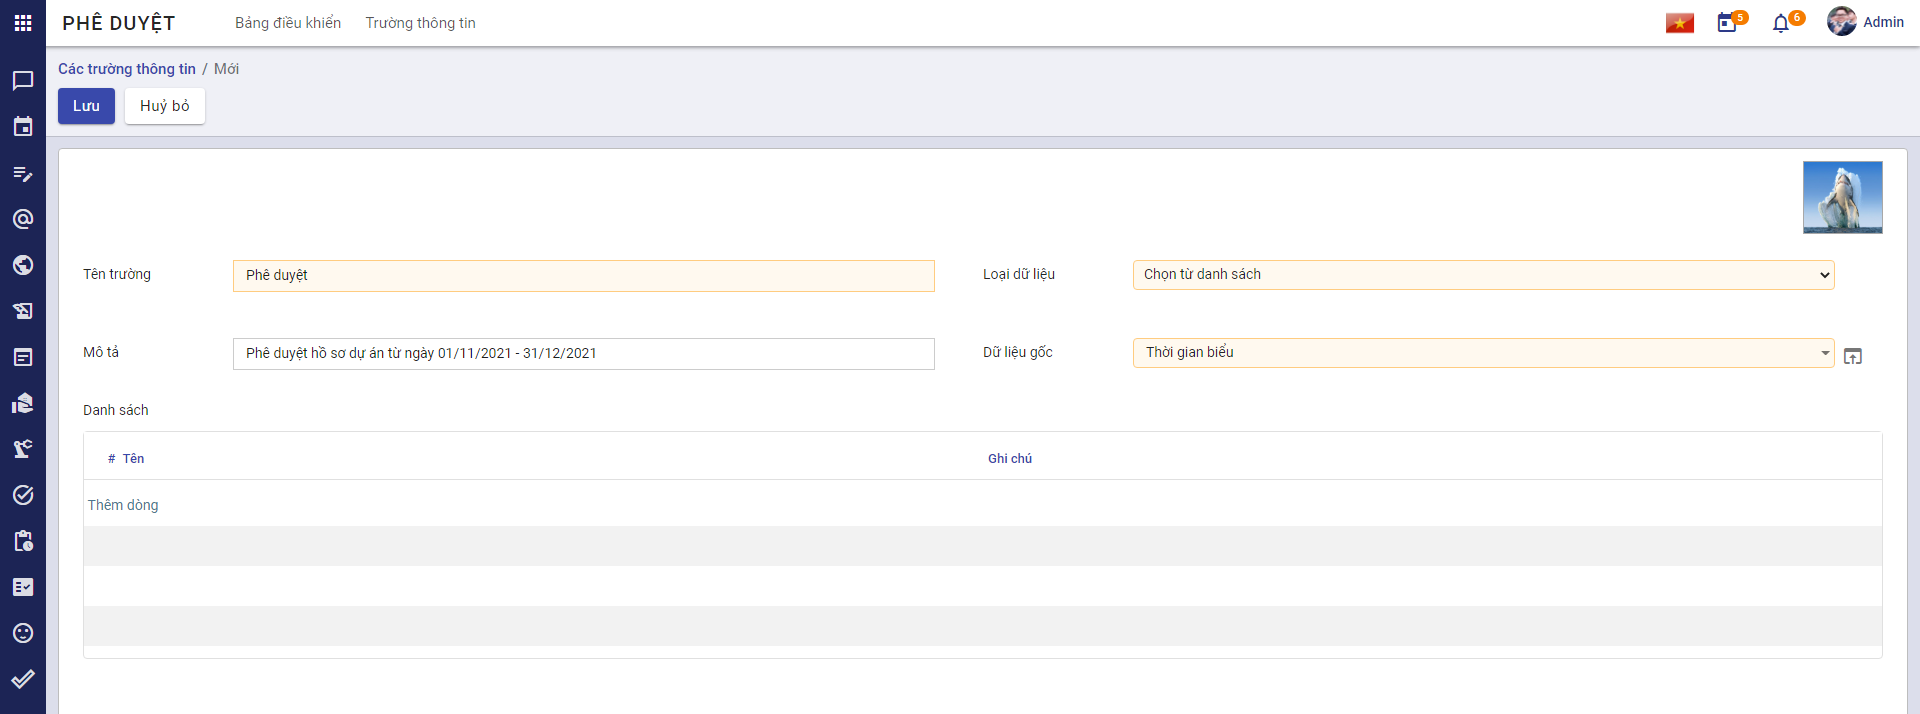 PHÊ DUYỆT
Bảng điều khiển
Trường thông tin
5
6
Admin
Các trường thông tin / Mới
Lưu
Huỷ bỏ
Tên trường
Phê duyệt
Loại dữ liệu
Chọn từ danh sách
Mô tả
Phê duyệt hồ sơ dự án từ ngày 01/11/2021 - 31/12/2021
Dữ liệu gốc
Thời gian biểu
Danh sách
# Tên
Ghi chú
Thêm dòng